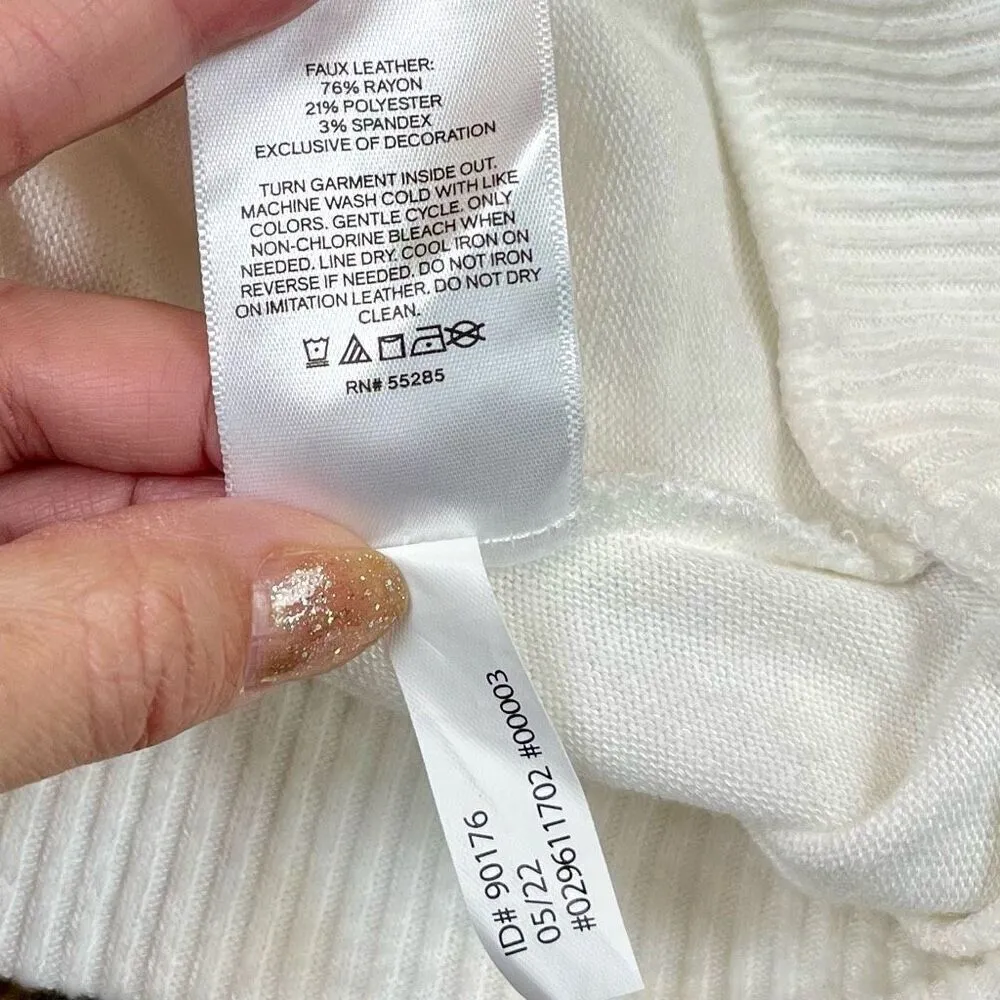 FAUX LEATHER:
76% RAYON
21% POLYESTER
3% SPANDEX
EXCLUSIVE OF DECORATION
TURN GARMENT INSIDE OUT.
MACHINE WASH COLD WITH LIKE
COLORS. GENTLE CYCLE. ONLY
NON-CHLORINE BLEACH WHEN
NEEDED. LINE DRY. COOL IRON ON
REVERSE IF NEEDED. DO NOT IRON
ON IMITATION LEATHER. DO NOT DRY
CLEAN.
RN# 55285
ID# 90176
05/22
#029611702 #00003